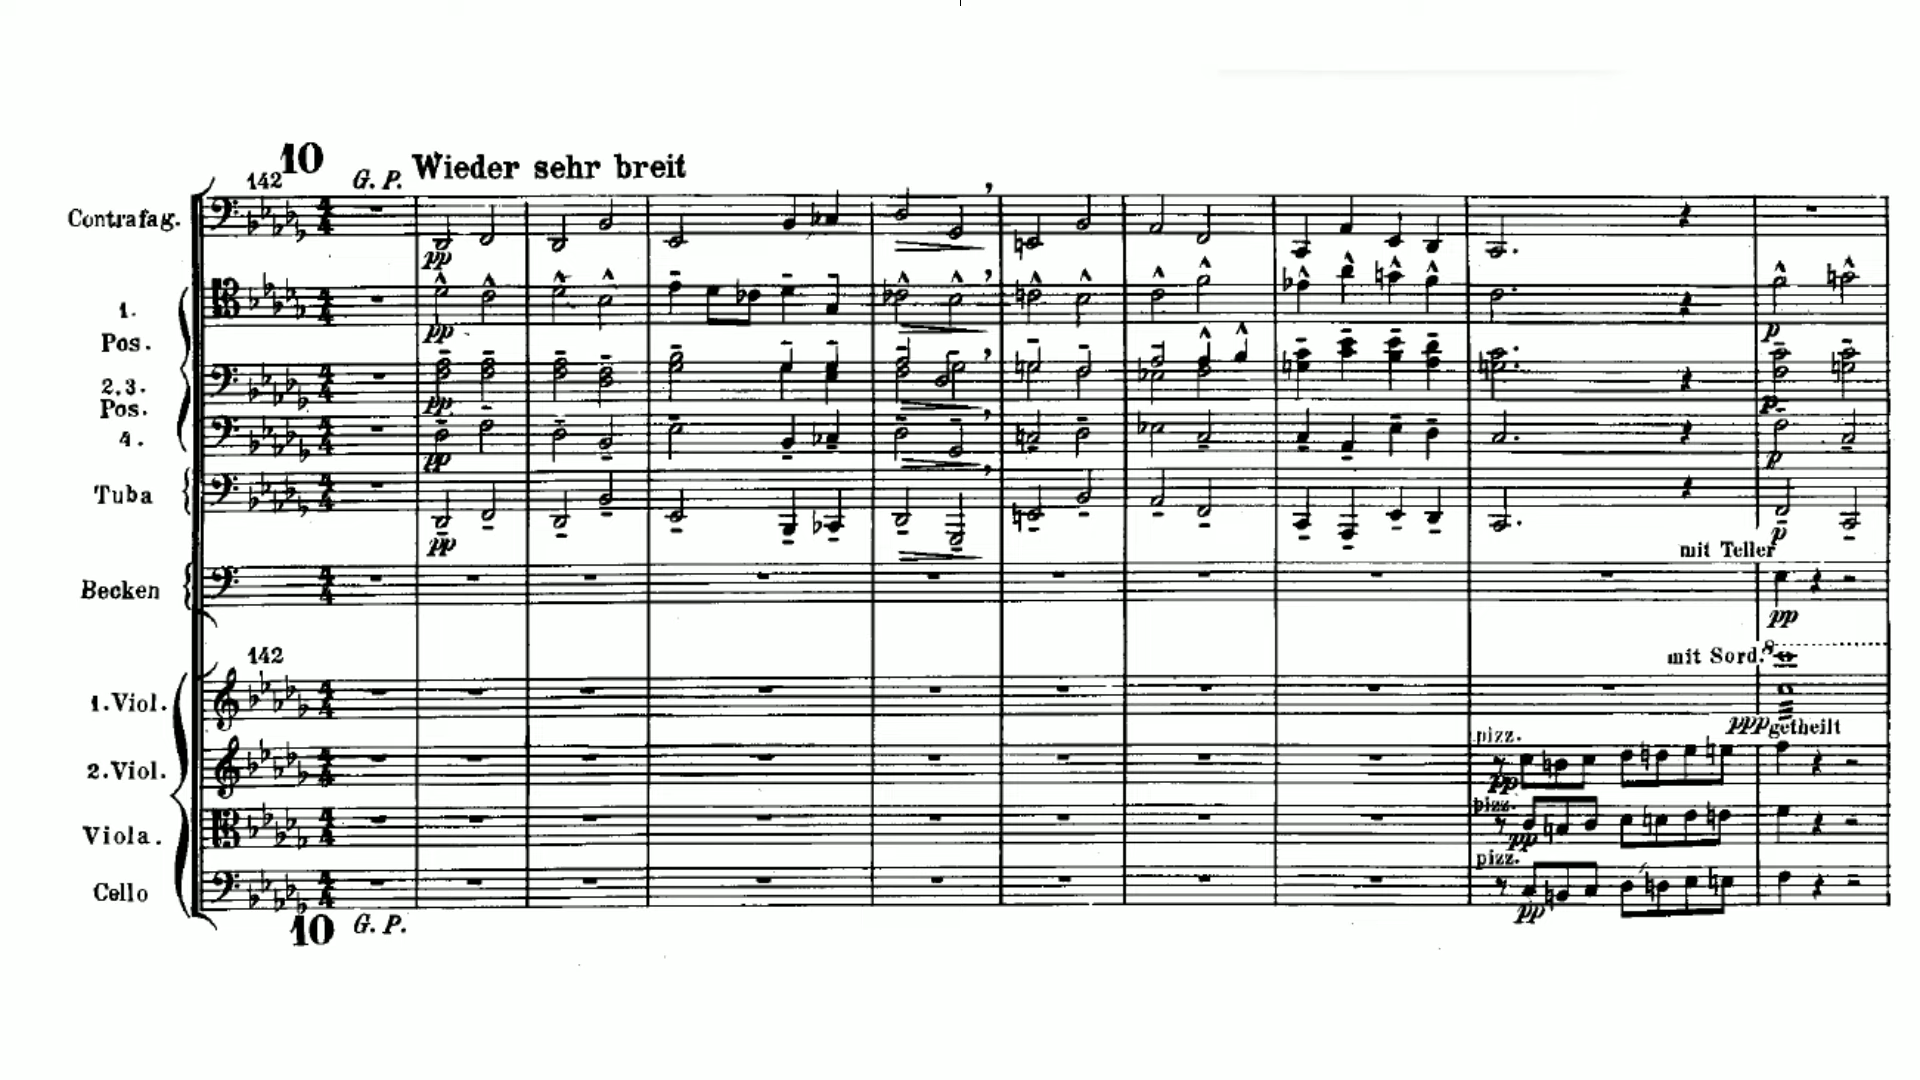 10
142 G. P. Wieder sehr breit
Contrafag.
pp
1.
Pos.
pp
2.3.
Pos.
pp
p
4.
pp
p
Tuba
pp
p
mit Teller
Becken
pp
142
mit Sord. 8
1. Viol.
ppp getheilt
pizz.
2. Viol.
pp
pizz.
Viola.
pp
pizz.
Cello
pp
10 G. P.